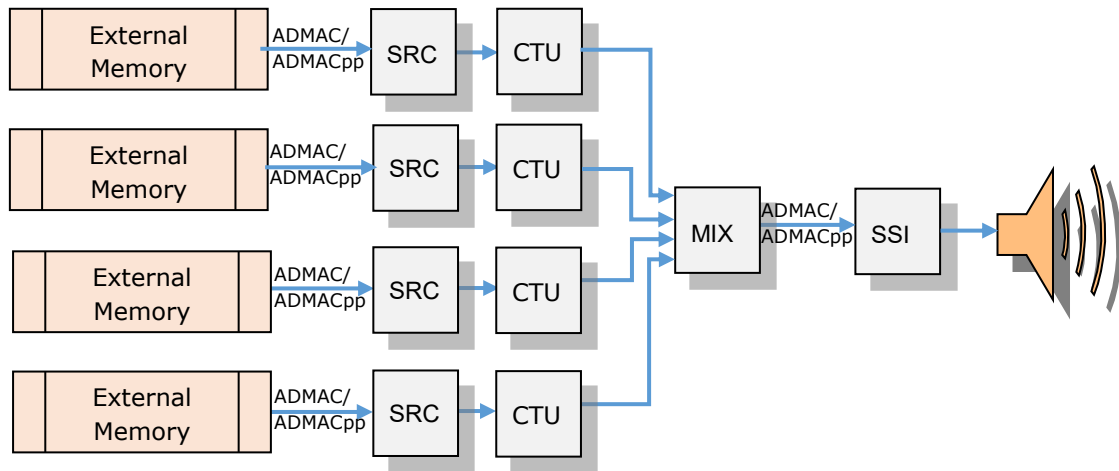 External
Memory
ADMAC/
ADMACpp
SRC
CTU
External
Memory
ADMAC/
ADMACpp
SRC
CTU
MIX
ADMAC/
ADMACpp
SSI
External
Memory
ADMAC/
ADMACpp
SRC
CTU
External
Memory
ADMAC/
ADMACpp
SRC
CTU